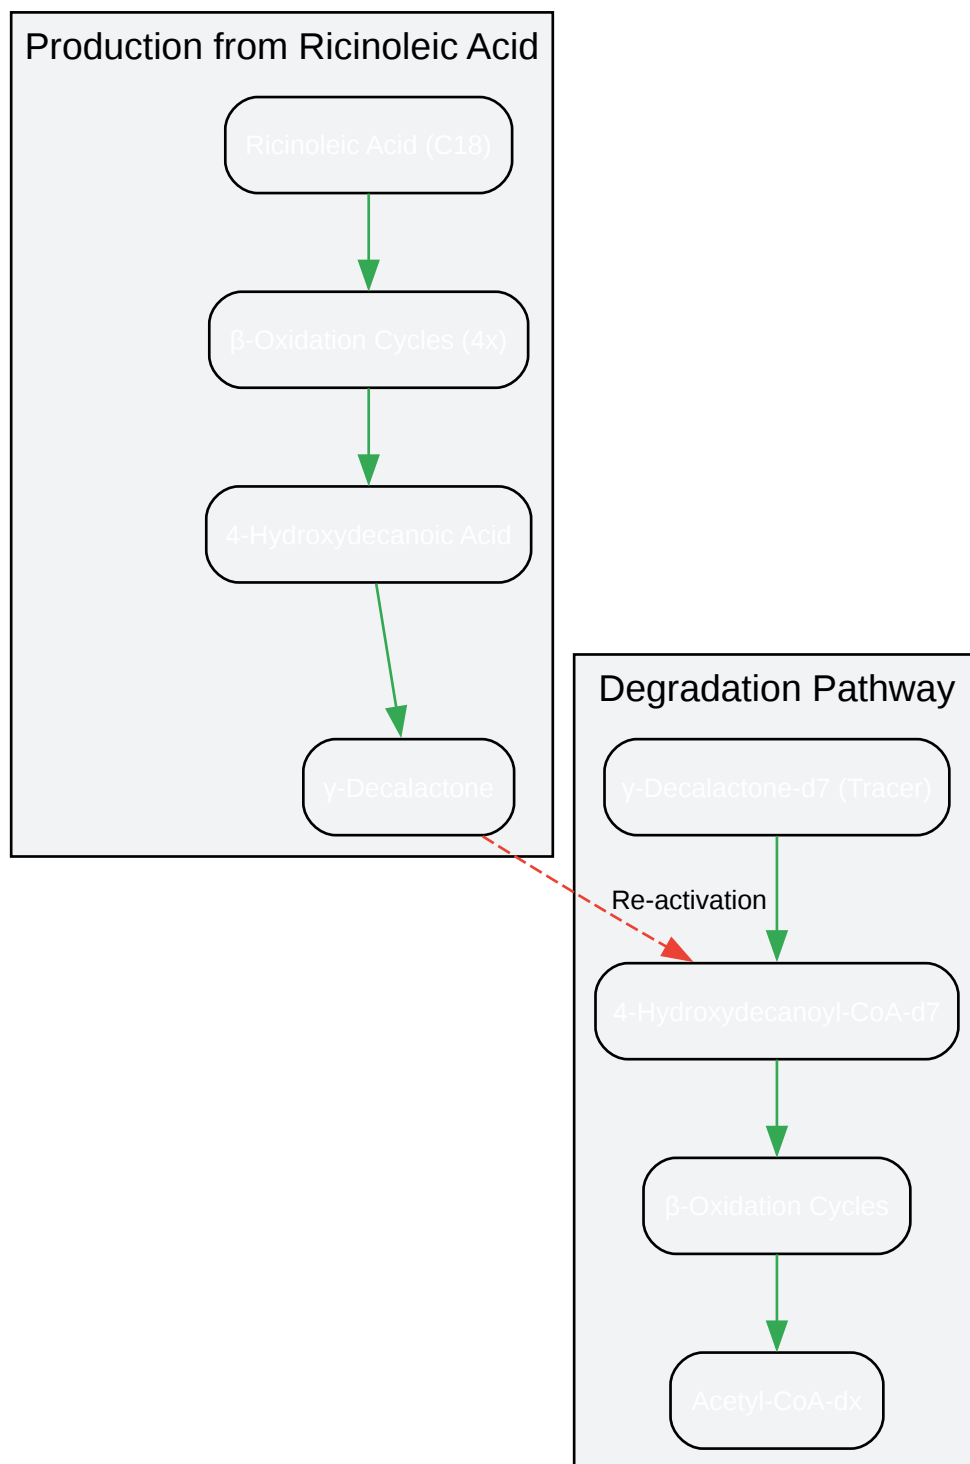 Production from Ricinoleic Acid
Ricinoleic Acid (C18)
β-Oxidation Cycles (4x)
4-Hydroxydecanoic Acid
γ-Decalactone
Degradation Pathway
γ-Decalactone-d7 (Tracer)
Re-activation
4-Hydroxydecanoyl-CoA-d7
β-Oxidation Cycles
Acetyl-CoA-dx